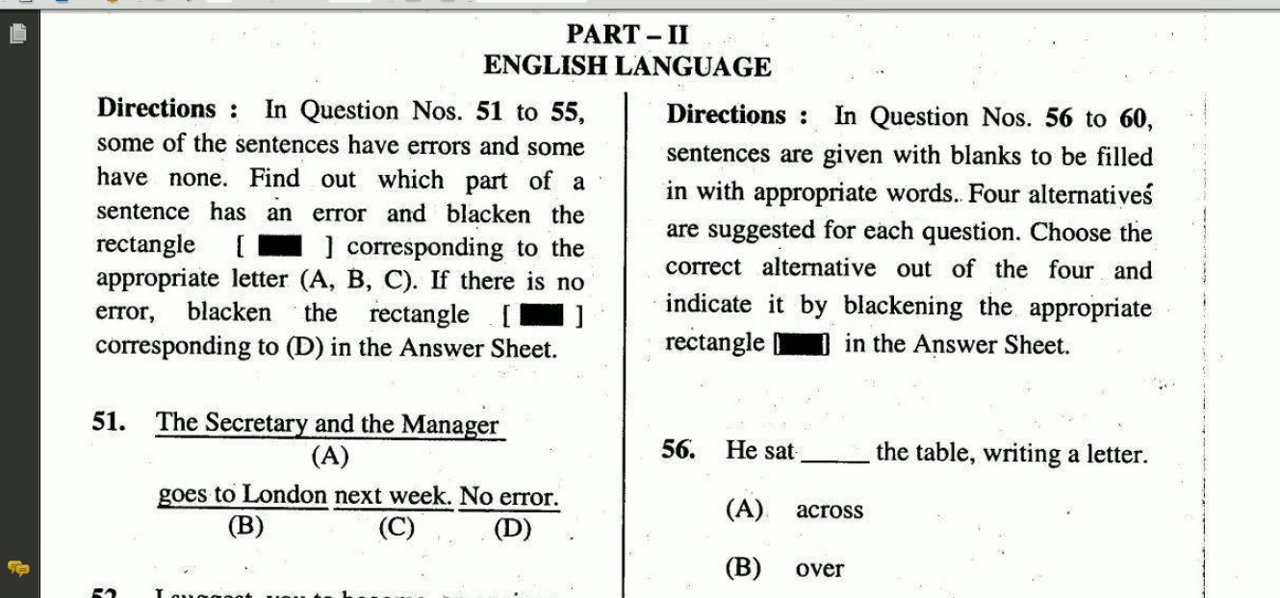 PART – II
ENGLISH LANGUAGE
Directions : In Question Nos. 51 to 55,
some of the sentences have errors and some
have none. Find out which part of a
sentence has an error and blacken the
rectangle [ ] corresponding to the
appropriate letter (A, B, C). If there is no
error, blacken the rectangle [ ]
corresponding to (D) in the Answer Sheet.
51. The Secretary and the Manager
(A)
goes to London next week. No error.
(B) (C) (D)
52. I suggest you to become
Directions : In Question Nos. 56 to 60,
sentences are given with blanks to be filled
in with appropriate words. Four alternatives
are suggested for each question. Choose the
correct alternative out of the four and
indicate it by blackening the appropriate
rectangle [ ] in the Answer Sheet.
56. He sat _____ the table, writing a letter.
(A) across
(B) over